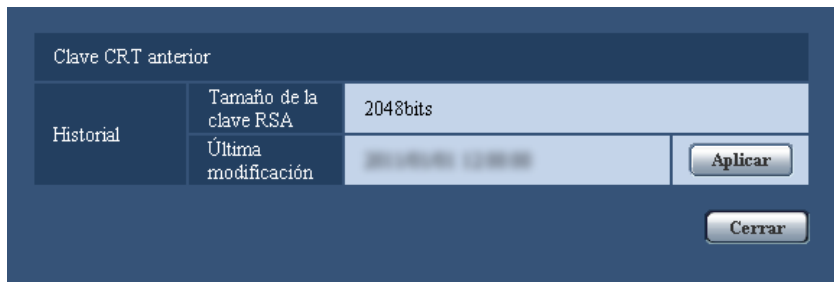 Clave CRT anterior
Historial
Tamaño de la
clave RSA
2048bits
Última
modificación
Aplicar
Cerrar